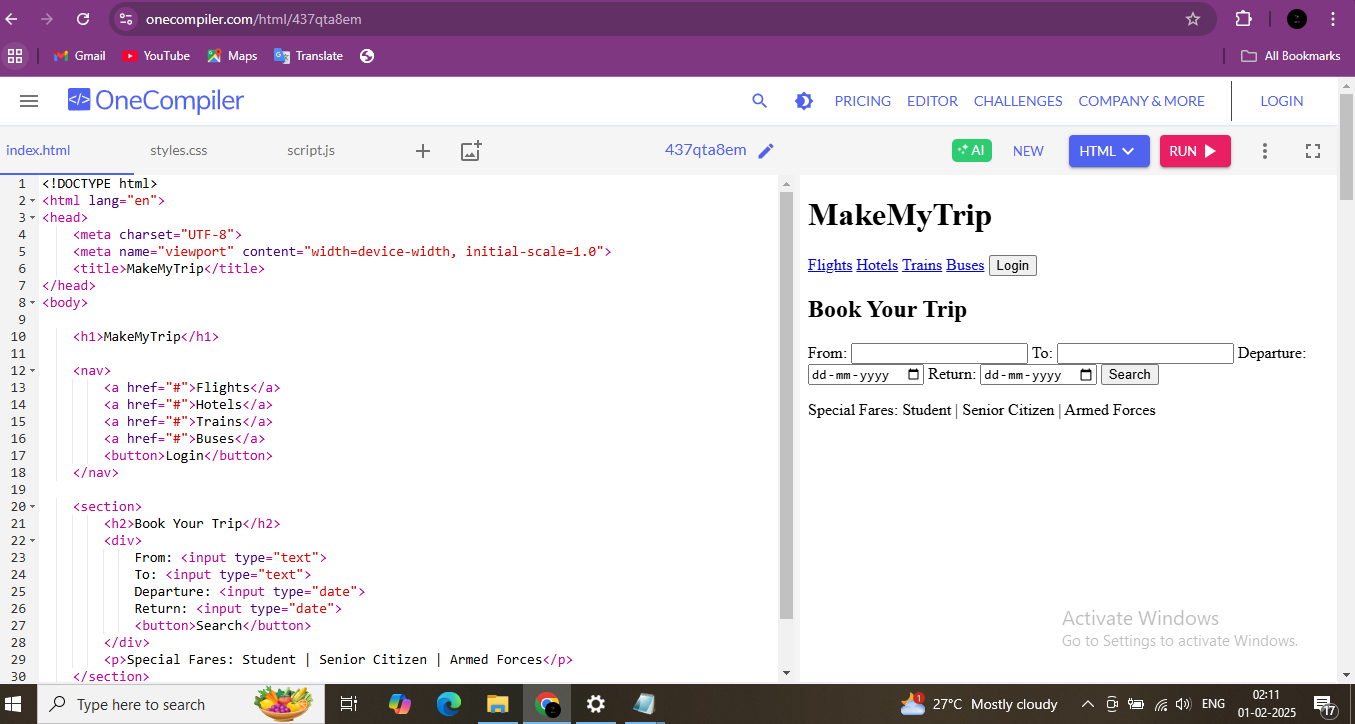 onecompiler.com/html/437qta8em
Gmail YouTube Maps Translate All Bookmarks
</> OneCompiler PRICING EDITOR CHALLENGES COMPANY & MORE LOGIN
index.html styles.css script.js + 437qta8em AI NEW HTML RUN
1 <!DOCTYPE html>
2 <html lang="en">
3 <head>
4 <meta charset="UTF-8">
5 <meta name="viewport" content="width=device-width, initial-scale=1.0">
6 <title>MakeMyTrip</title>
7 </head>
8 <body>
9
10 <h1>MakeMyTrip</h1>
11
12 <nav>
13 <a href="#">Flights</a>
14 <a href="#">Hotels</a>
15 <a href="#">Trains</a>
16 <a href="#">Buses</a>
17 <button>Login</button>
18 </nav>
19
20 <section>
21 <h2>Book Your Trip</h2>
22 <div>
23 From: <input type="text">
24 To: <input type="text">
25 Departure: <input type="date">
26 Return: <input type="date">
27 <button>Search</button>
28 </div>
29 <p>Special Fares: Student | Senior Citizen | Armed Forces</p>
30 </section>
MakeMyTrip
Flights Hotels Trains Buses Login
Book Your Trip
From: To: Departure:
dd-mm-yyyy Return: dd-mm-yyyy Search
Special Fares: Student | Senior Citizen | Armed Forces
Activate Windows
Go to Settings to activate Windows.
Type here to search 1 27°C Mostly cloudy ENG 02:11
01-02-2025 17